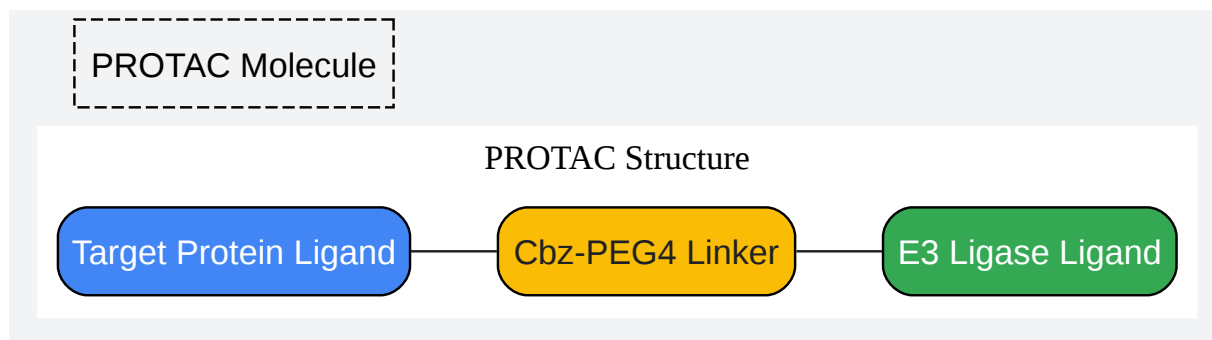 PROTAC Molecule
PROTAC Structure
Target Protein Ligand
Cbz-PEG4 Linker
E3 Ligase Ligand